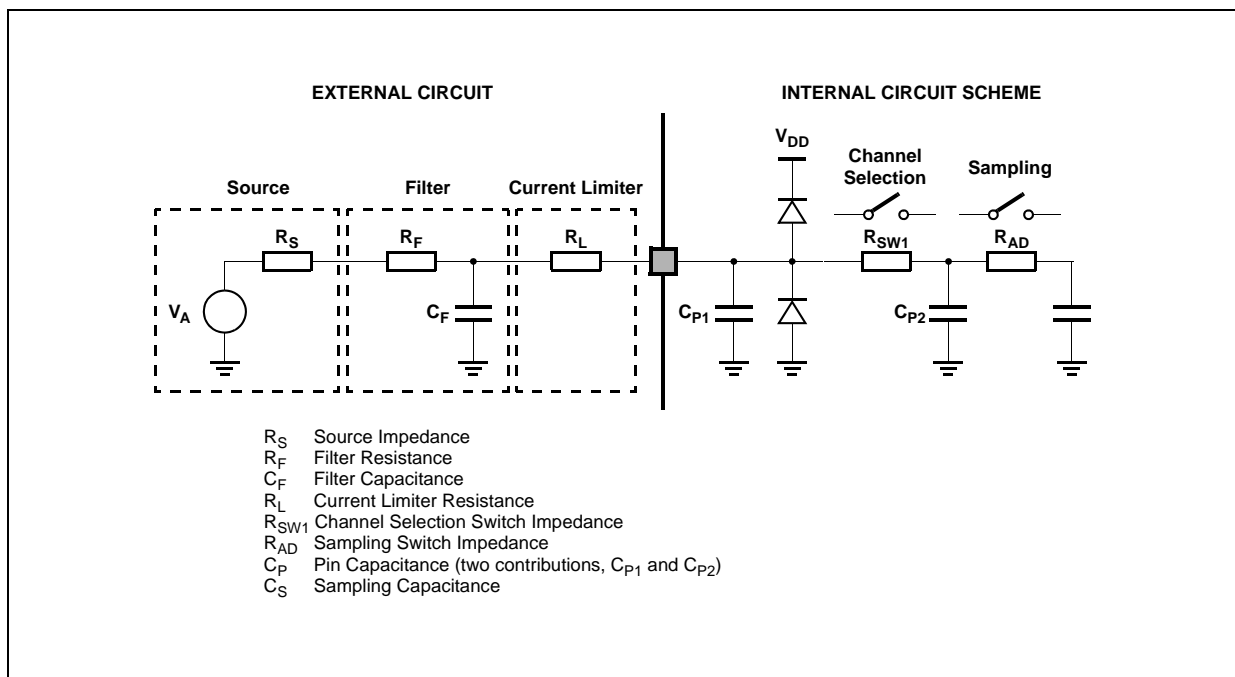 EXTERNAL CIRCUIT
INTERNAL CIRCUIT SCHEME
VDD
Channel
Selection
Sampling
Source
Filter
Current Limiter
RS
RF
RL
RSW1
RAD
VA
CF
CP1
CP2
RS Source Impedance
RF Filter Resistance
CF Filter Capacitance
RL Current Limiter Resistance
RSW1 Channel Selection Switch Impedance
RAD Sampling Switch Impedance
CP Pin Capacitance (two contributions, CP1 and CP2)
CS Sampling Capacitance